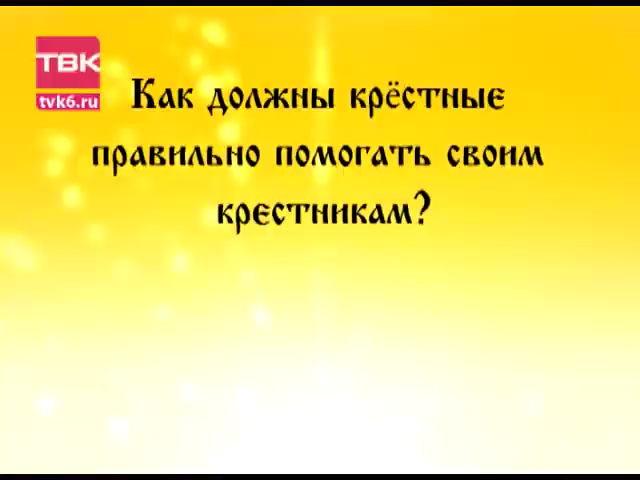 ТВК
tvk6.ru
Как должны крёстные
правильно помогать своим
крестникам?